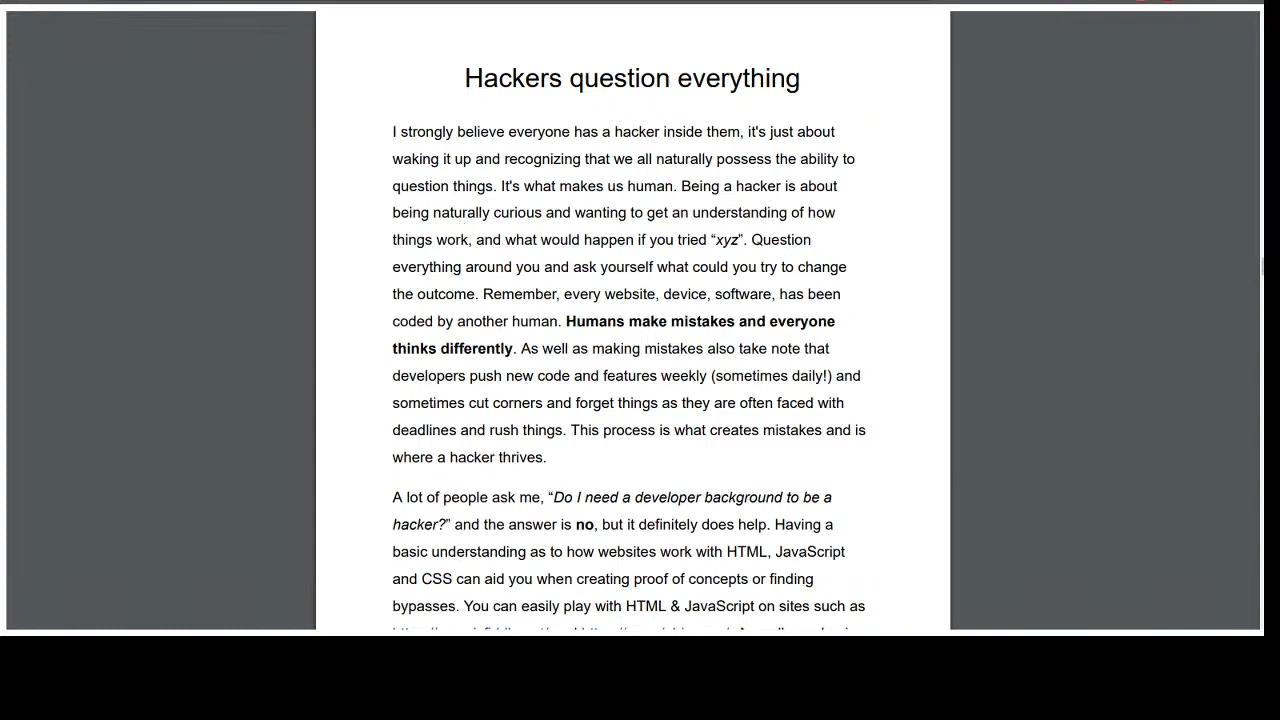 Hackers question everything
I strongly believe everyone has a hacker inside them, it's just about
waking it up and recognizing that we all naturally possess the ability to
question things. It's what makes us human. Being a hacker is about
being naturally curious and wanting to get an understanding of how
things work, and what would happen if you tried “xyz”. Question
everything around you and ask yourself what could you try to change
the outcome. Remember, every website, device, software, has been
coded by another human. Humans make mistakes and everyone
thinks differently. As well as making mistakes also take note that
developers push new code and features weekly (sometimes daily!) and
sometimes cut corners and forget things as they are often faced with
deadlines and rush things. This process is what creates mistakes and is
where a hacker thrives.
A lot of people ask me, “Do I need a developer background to be a
hacker?” and the answer is no, but it definitely does help. Having a
basic understanding as to how websites work with HTML, JavaScript
and CSS can aid you when creating proof of concepts or finding
bypasses. You can easily play with HTML & JavaScript on sites such as